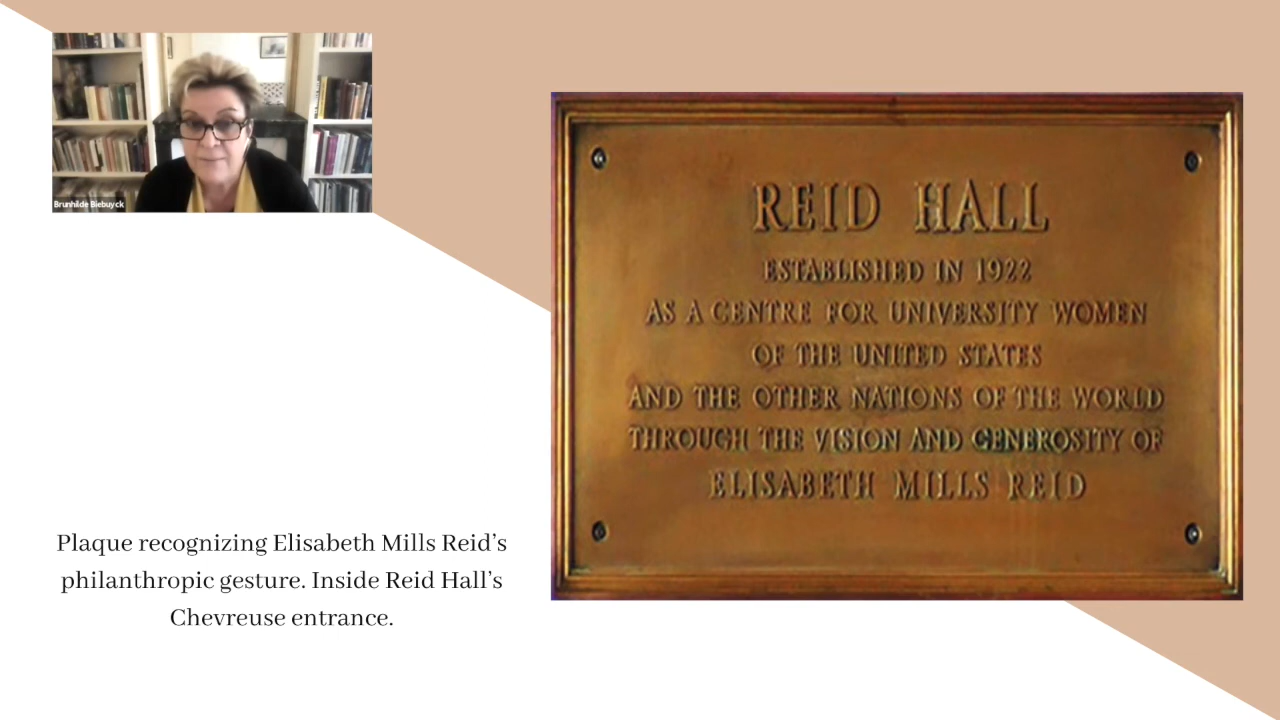 Brunhilde Biebuyck
REID HALL
ESTABLISHED IN 1922
AS A CENTRE FOR UNIVERSITY WOMEN
OF THE UNITED STATES
AND THE OTHER NATIONS OF THE WORLD
THROUGH THE VISION AND GENEROSITY OF
ELISABETH MILLS REID
Plaque recognizing Elisabeth Mills Reid's
philanthropic gesture. Inside Reid Hall's
Chevreuse entrance.